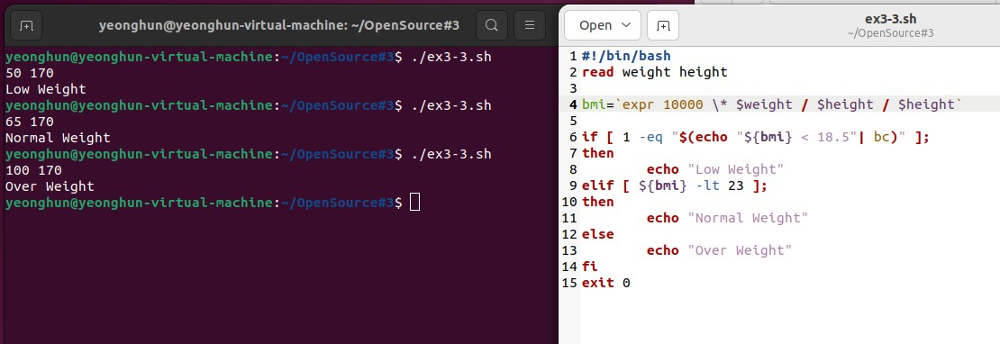 yeonghun@yeonghun-virtual-machine: ~/OpenSource#3
yeonghun@yeonghun-virtual-machine:~/OpenSource#3$ ./ex3-3.sh
50 170
Low Weight
yeonghun@yeonghun-virtual-machine:~/OpenSource#3$ ./ex3-3.sh
65 170
Normal Weight
yeonghun@yeonghun-virtual-machine:~/OpenSource#3$ ./ex3-3.sh
100 170
Over Weight
yeonghun@yeonghun-virtual-machine:~/OpenSource#3$
Open
ex3-3.sh
~/OpenSource#3
1 #!/bin/bash
2 read weight height
3
4 bmi=`expr 10000 \* $weight / $height / $height`
5
6 if [ 1 -eq "$(echo "${bmi} < 18.5"| bc)" ];
7 then
8         echo "Low Weight"
9 elif [ ${bmi} -lt 23 ];
10 then
11         echo "Normal Weight"
12 else
13         echo "Over Weight"
14 fi
15 exit 0